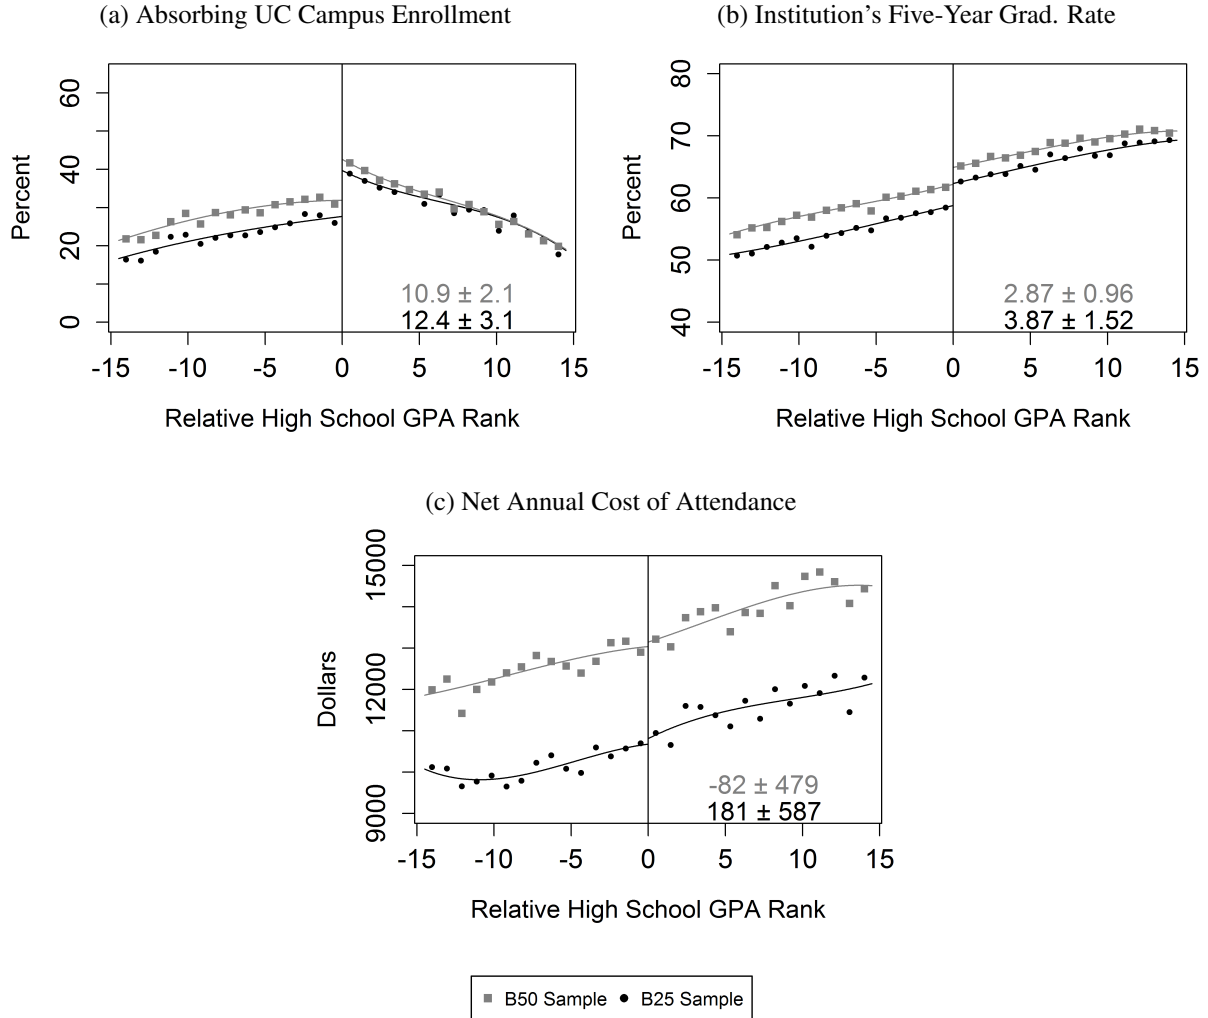 (a) Absorbing UC Campus Enrollment
Percent
60
40
20
0
10.9 ± 2.1
12.4 ± 3.1
-15 -10 -5 0 5 10 15
Relative High School GPA Rank
(b) Institution's Five-Year Grad. Rate
Percent
80
70
60
50
40
2.87 ± 0.96
3.87 ± 1.52
-15 -10 -5 0 5 10 15
Relative High School GPA Rank
(c) Net Annual Cost of Attendance
Dollars
15000
12000
9000
-82 ± 479
181 ± 587
-15 -10 -5 0 5 10 15
Relative High School GPA Rank
B50 Sample B25 Sample